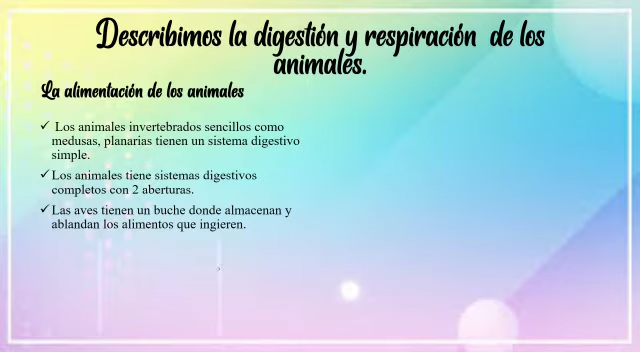 Describimos la digestión y respiración de los
animales.
La alimentación de los animales
✓ Los animales invertebrados sencillos como
medusas, planarias tienen un sistema digestivo
simple.
✓ Los animales tiene sistemas digestivos
completos con 2 aberturas.
✓ Las aves tienen un buche donde almacenan y
ablandan los alimentos que ingieren.